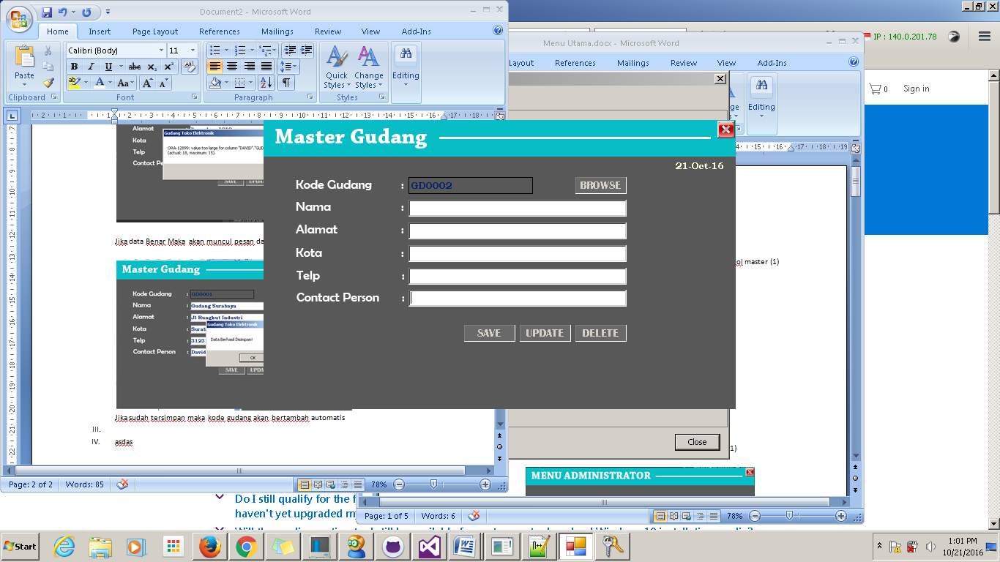 Document2 - Microsoft Word
Home Insert Page Layout References Mailings Review View Add-Ins
Paste
Clipboard
Calibri (Body) 11
B I U abc X₂ X²
Aa A A
Font
Paragraph
Quick Styles
Change Styles
Styles
Editing
IP : 140.0.201.78
Menu Utama.docx - Microsoft Word
Layout References Mailings Review View Add-Ins
Editing
0 Sign in
Alamat
Kota
Telp
Contact Pe
Gudang Toko Elektronik
ORA-12899: value too large for column "DAVID"."GUD
(actual: 18, maximum: 15)
SAVE UPDA
Jika data Benar Maka akan muncul pesan da
Master Gudang
Kode Gudang : GD0001
Nama : Gudang Surabaya
Alamat : Jl Rungkut Industri
Kota : Surab
Telp : 3123
Contact Person : David
Gudang Toko Elektronik
Data Berhasil Disimpan!
OK
SAVE UPDA
Jika sudah tersimpan maka kode gudang akan bertambah automatis
III.
IV. asdas
Page: 2 of 2 Words: 85 78%
Master Gudang
21-Oct-16
Kode Gudang : GD0002 BROWSE
Nama :
Alamat :
Kota :
Telp :
Contact Person :
SAVE UPDATE DELETE
ol master (1)
Close
1)
MENU ADMINISTRATOR
Page: 1 of 5 Words: 6 78%
Do I still qualify for the f
haven't yet upgraded m
Start
1:01 PM
10/21/2016